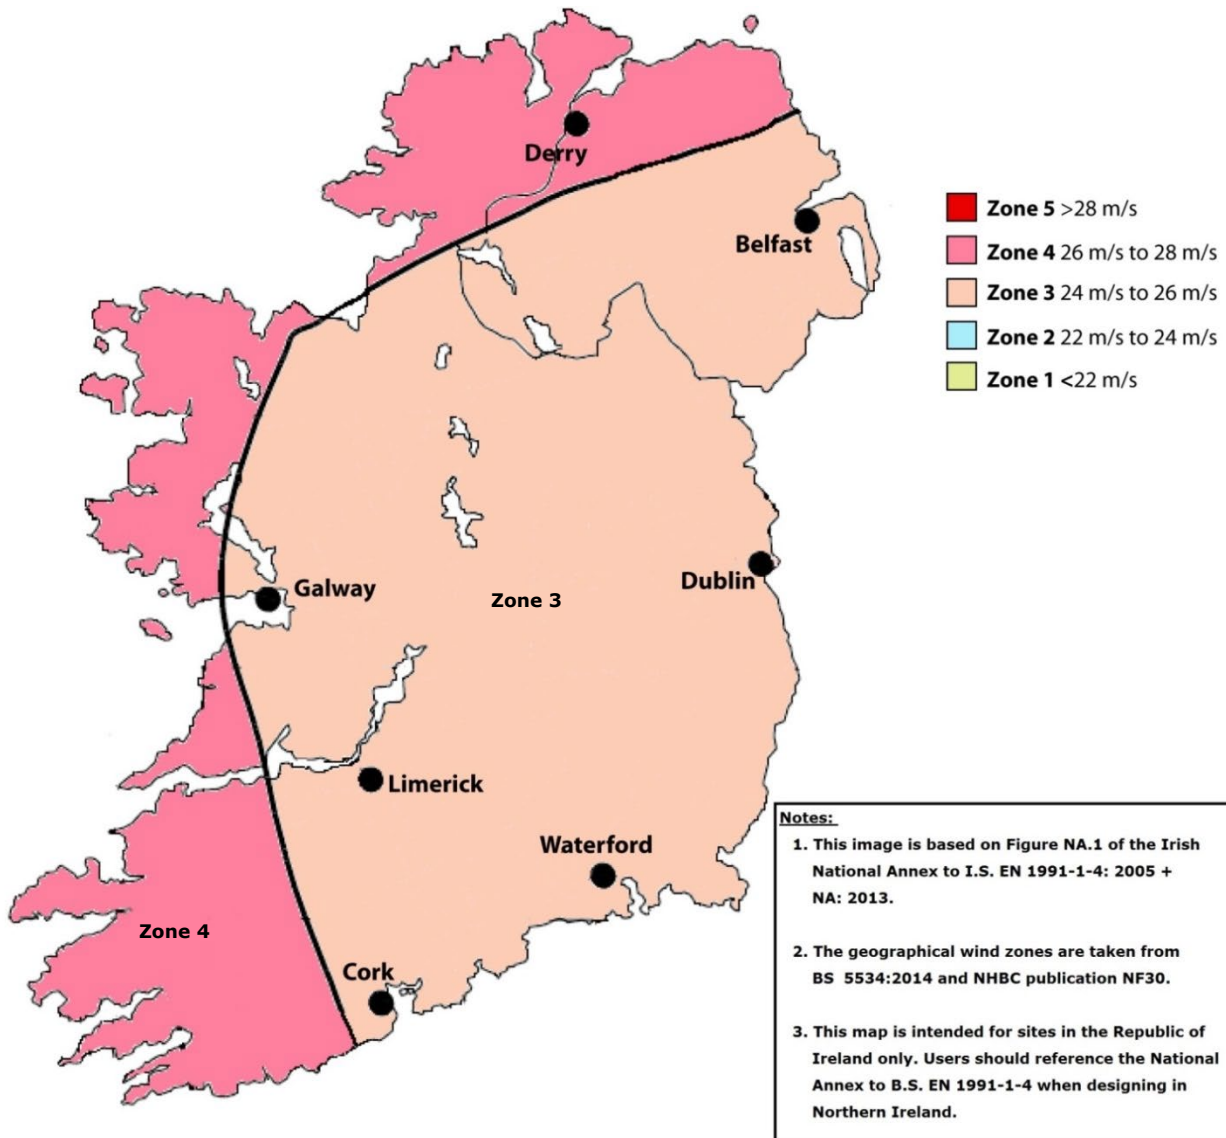 Derry
Belfast
Zone 5 >28 m/s
Zone 4 26 m/s to 28 m/s
Zone 3 24 m/s to 26 m/s
Zone 2 22 m/s to 24 m/s
Zone 1 <22 m/s
Galway
Zone 3
Dublin
Limerick
Waterford
Zone 4
Cork
Notes:
1. This image is based on Figure NA.1 of the Irish
National Annex to I.S. EN 1991-1-4: 2005 +
NA: 2013.
2. The geographical wind zones are taken from
BS 5534:2014 and NHBC publication NF30.
3. This map is intended for sites in the Republic of
Ireland only. Users should reference the National
Annex to B.S. EN 1991-1-4 when designing in
Northern Ireland.